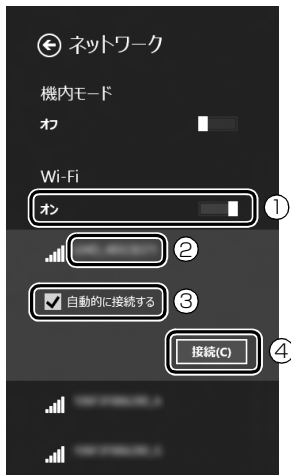 ネットワーク
機内モード
オフ
Wi-Fi
オン ①
②
自動的に接続する ③
接続(C) ④